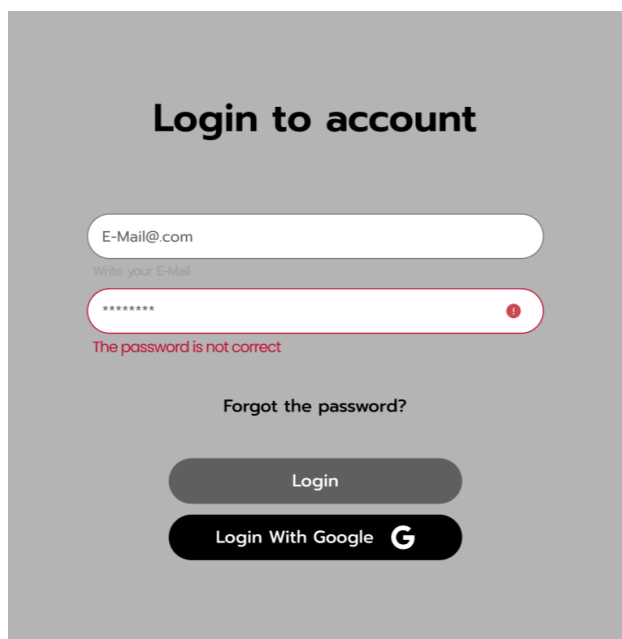 Login to account
E-Mail@.com
Write your E-Mail
********
The password is not correct
Forgot the password?
Login
Login With Google G